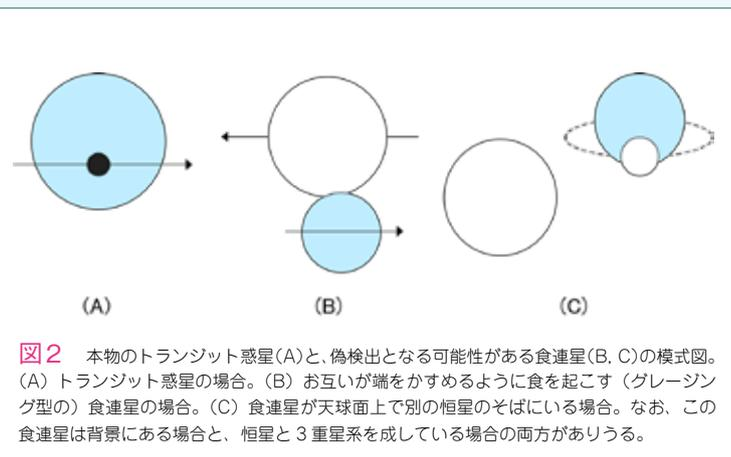 (A)
(B)
(C)
図2 本物のトランジット惑星(A)と、偽検出となる可能性がある食連星(B, C)の模式図。
(A) トランジット惑星の場合。(B) お互いが端をかすめるように食を起こす(グレージン
グ型の)食連星の場合。(C) 食連星が天球面上で別の恒星のそばにいる場合。なお、この
食連星は背景にある場合と、恒星と3重星系を成している場合の両方がありうる。